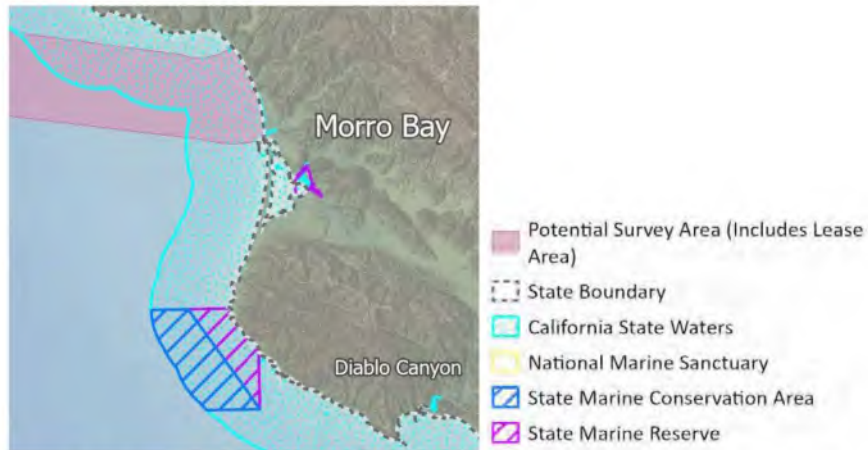 Morro Bay
Diablo Canyon
Potential Survey Area (Includes Lease
Area)
State Boundary
California State Waters
National Marine Sanctuary
State Marine Conservation Area
State Marine Reserve